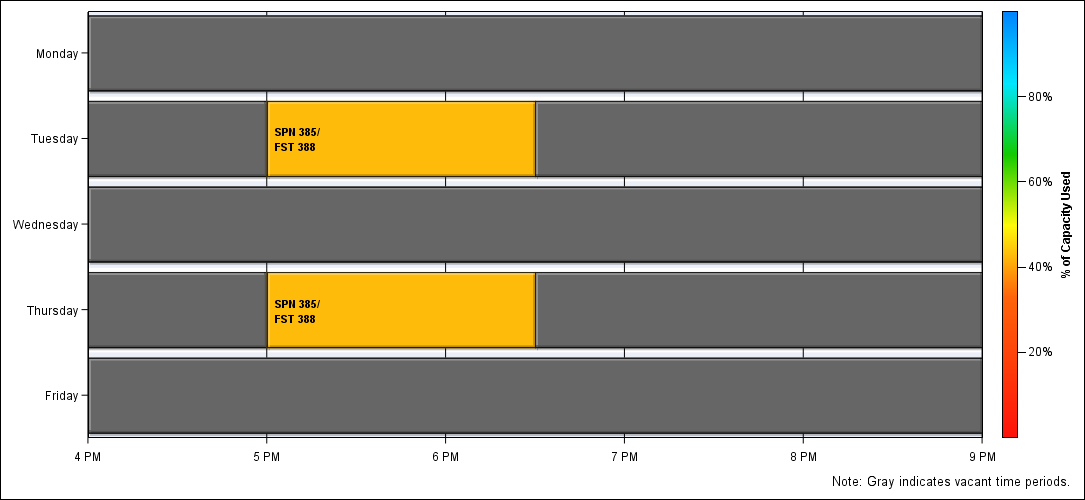 Monday
Tuesday
SPN 385/
FST 388
Wednesday
Thursday
SPN 385/
FST 388
Friday
4 PM
5 PM
6 PM
7 PM
8 PM
9 PM
80%
60%
40%
20%
% of Capacity Used
Note: Gray indicates vacant time periods.